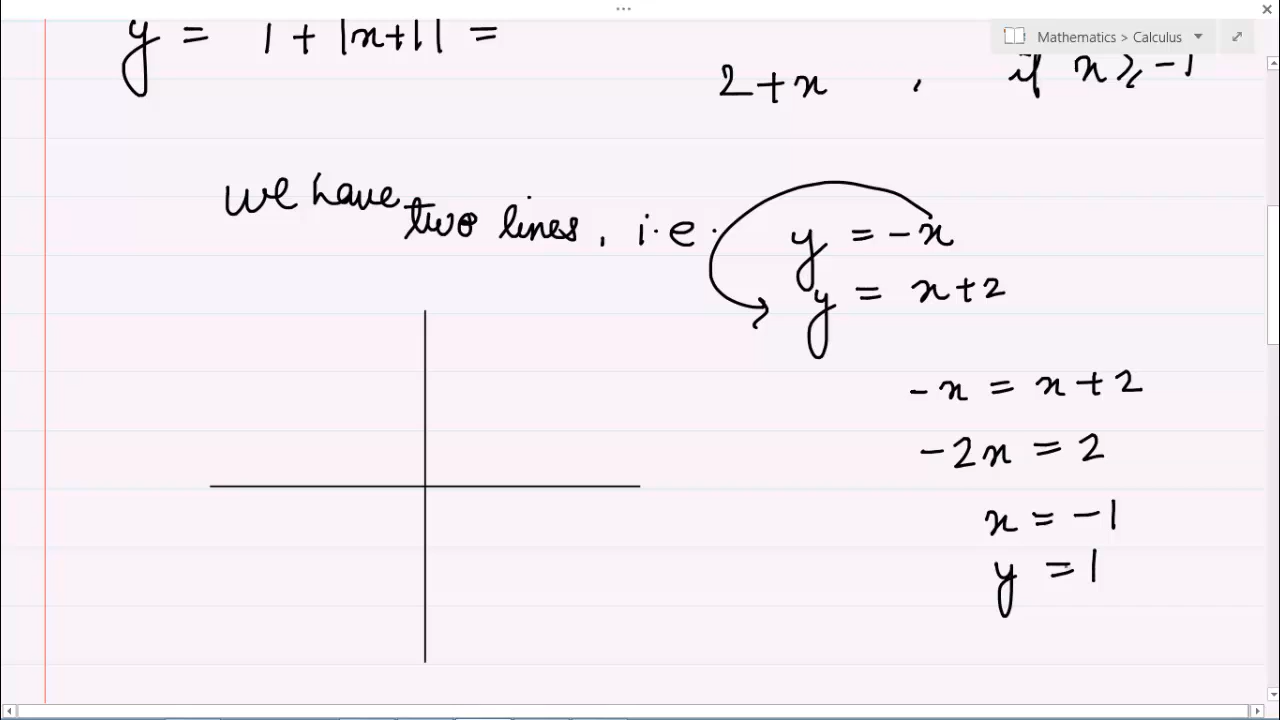 Mathematics > Calculus
y = 1 + |x+1| =
2+x , if x ≥ -1
we have two lines, i.e.
y = -x
y = x+2
-x = x+2
-2x = 2
x = -1
y = 1